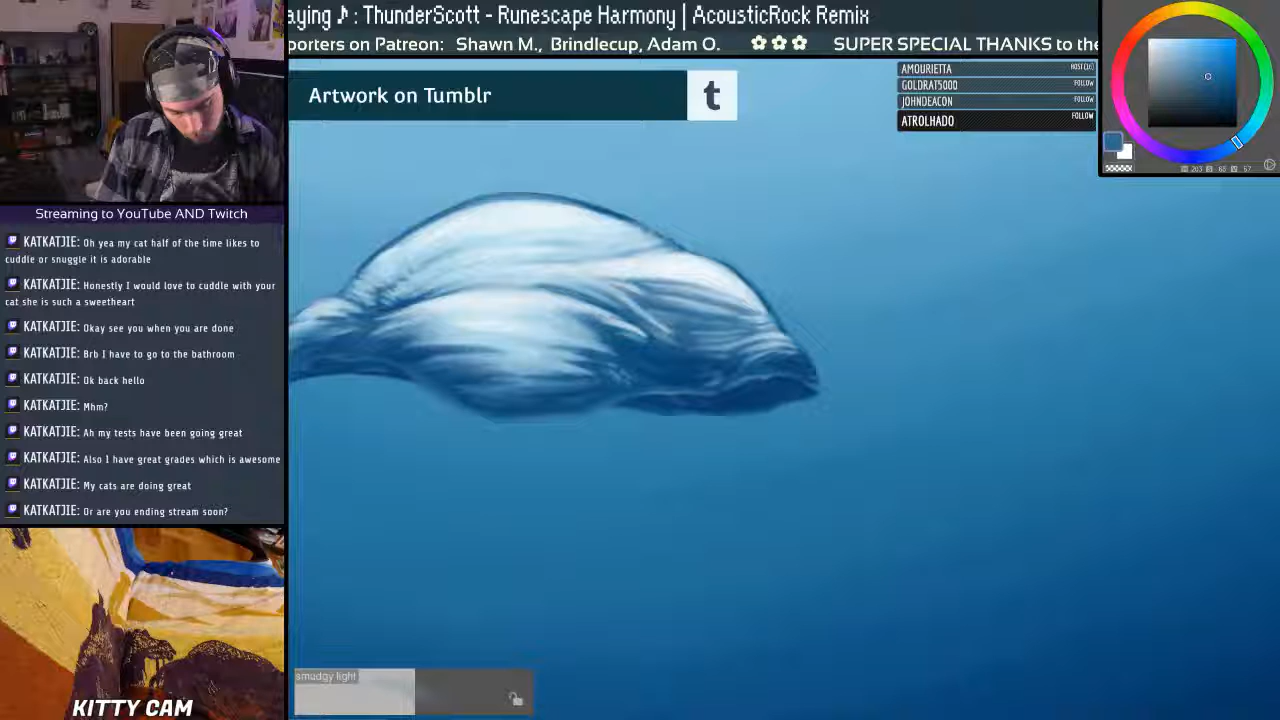 aying ♪ : ThunderScott - Runescape Harmony | AcousticRock Remix
porters on Patreon: Shawn M., Brindlecup, Adam O. ✿ ✿ ✿ SUPER SPECIAL THANKS to the
Artwork on Tumblr t
AMOURIETTA
GOLDRAT5000 FOLLOW
JOHNDEACON FOLLOW
ATROLHADO FOLLOW
Streaming to YouTube AND Twitch
KATKATJIE: Oh yea my cat half of the time likes to
cuddle or snuggle it is adorable
KATKATJIE: Honestly I would love to cuddle with your
cat she is such a sweetheart
KATKATJIE: Okay see you when you are done
KATKATJIE: Brb I have to go to the bathroom
KATKATJIE: Ok back hello
KATKATJIE: Mhm?
KATKATJIE: Ah my tests have been going great
KATKATJIE: Also I have great grades which is awesome
KATKATJIE: My cats are doing great
KATKATJIE: Or are you ending stream soon?
smudgy light
KITTY CAM